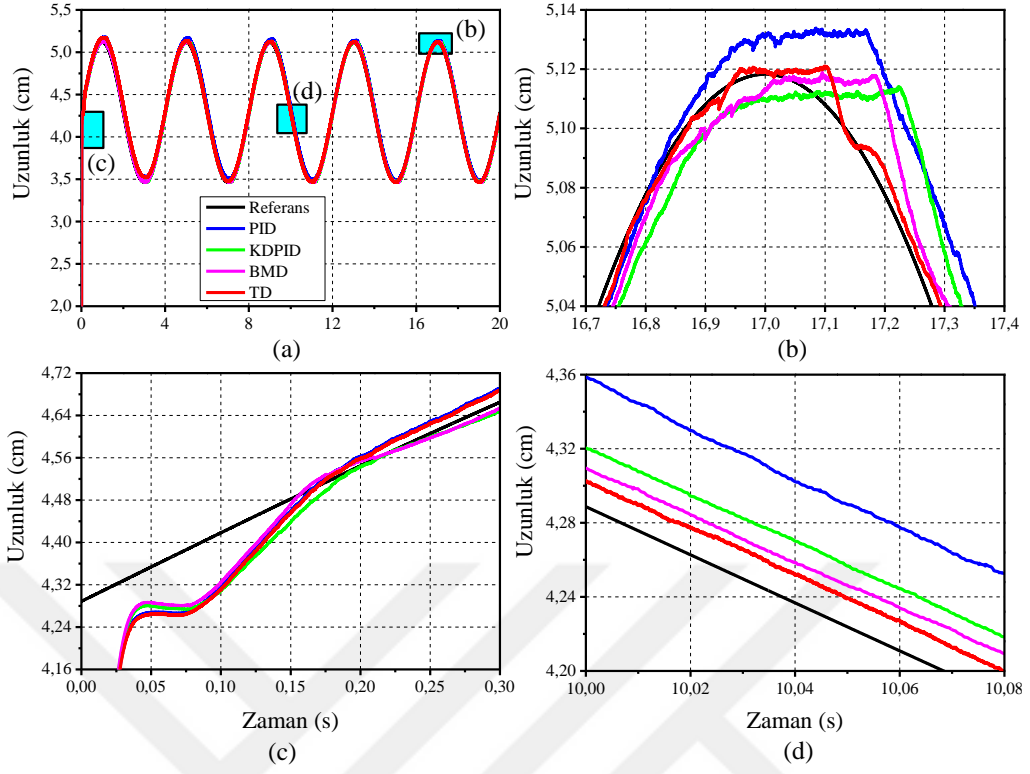 5,5
5,0
4,5
4,0
3,5
3,0
2,5
2,0
Uzunluk (cm)
(b)
(d)
(c)
Referans
PID
KDPID
BMD
TD
0 4 8 12 16 20
(a)
5,14
5,12
5,10
5,08
5,06
5,04
Uzunluk (cm)
16,7 16,8 16,9 17,0 17,1 17,2 17,3 17,4
(b)
4,72
4,64
4,56
4,48
4,40
4,32
4,24
4,16
Uzunluk (cm)
0,00 0,05 0,10 0,15 0,20 0,25 0,30
Zaman (s)
(c)
4,36
4,32
4,28
4,24
4,20
Uzunluk (cm)
10,00 10,02 10,04 10,06 10,08
Zaman (s)
(d)